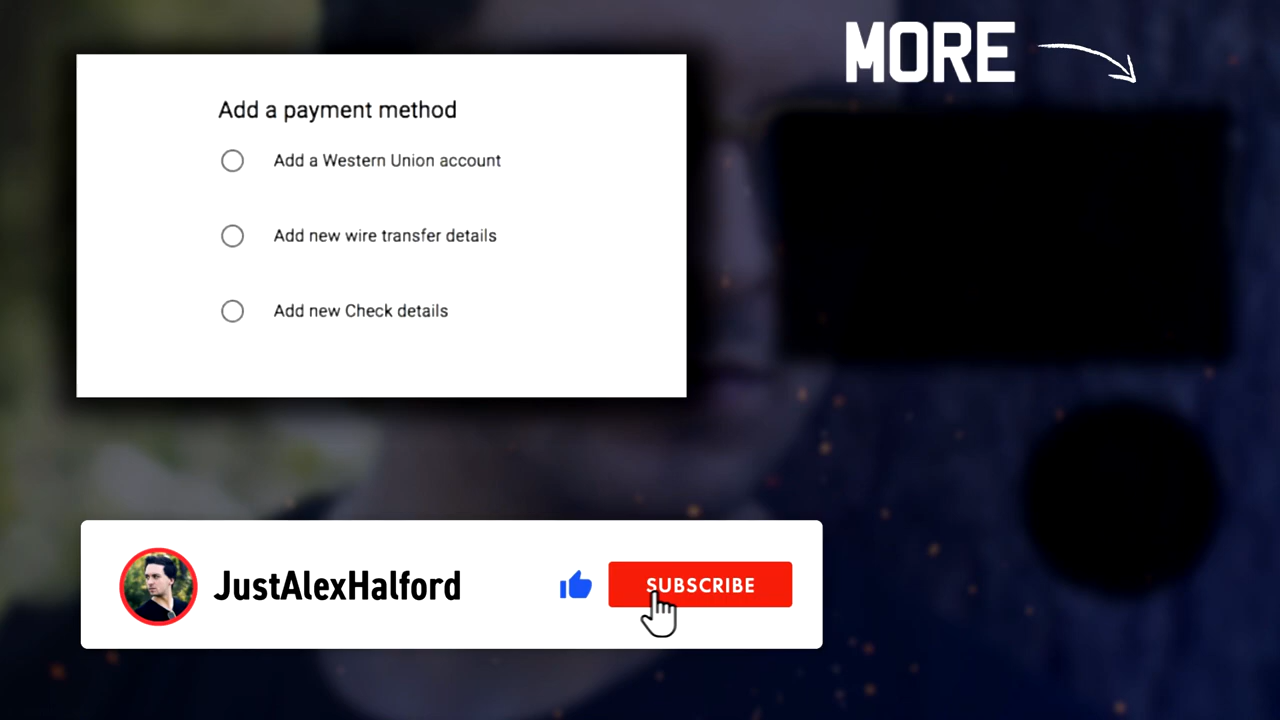 MORE
Add a payment method
Add a Western Union account
Add new wire transfer details
Add new Check details
JustAlexHalford
SUBSCRIBE